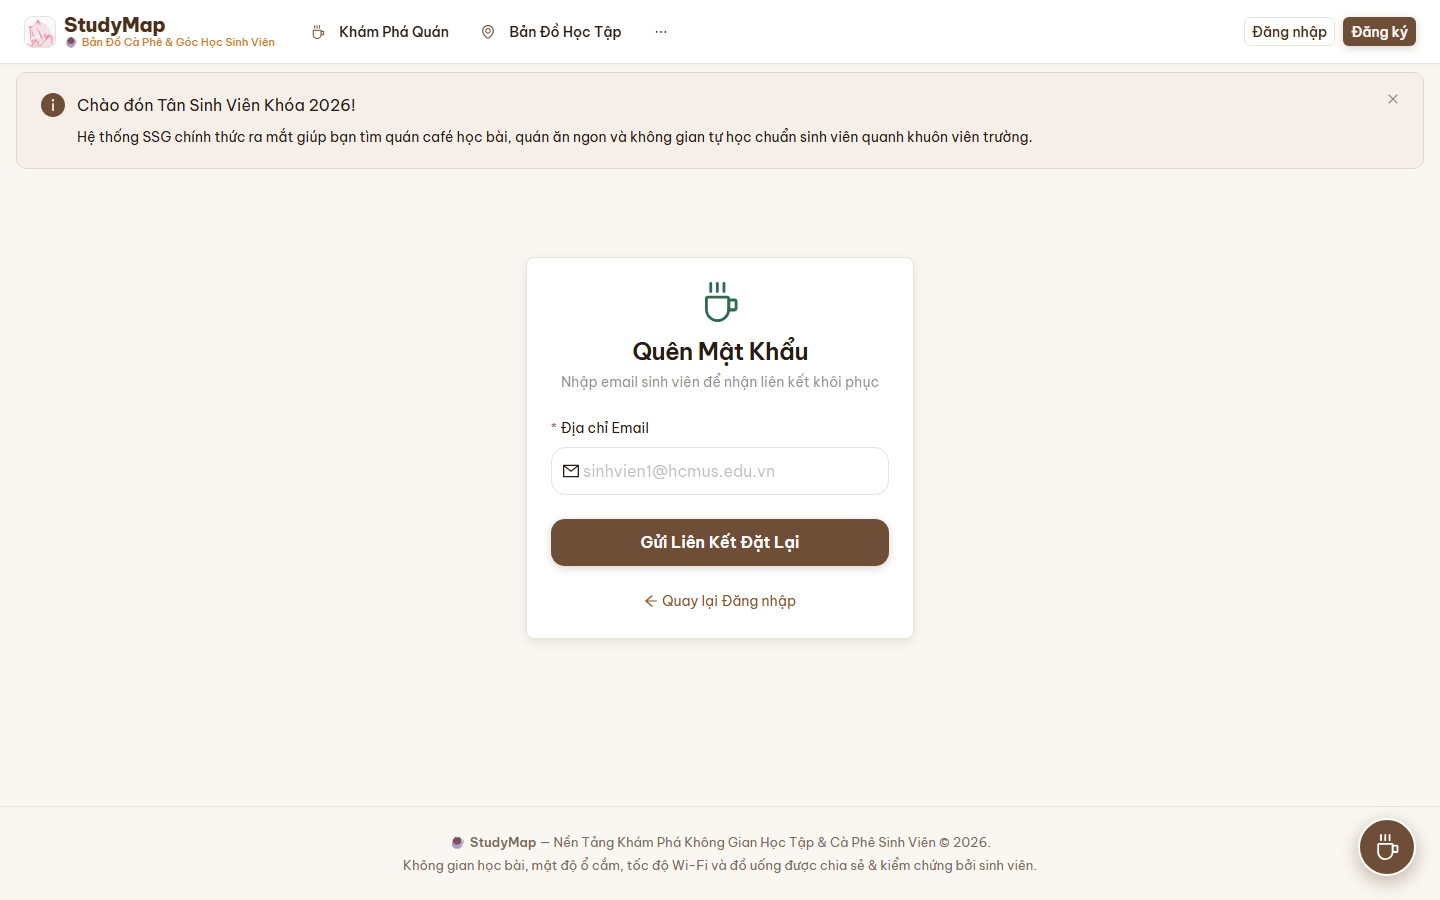 StudyMap
Bản Đồ Cà Phê & Góc Học Sinh Viên
Khám Phá Quán
Bản Đồ Học Tập
···
Đăng nhập
Đăng ký
Chào đón Tân Sinh Viên Khóa 2026!
Hệ thống SSG chính thức ra mắt giúp bạn tìm quán café học bài, quán ăn ngon và không gian tự học chuẩn sinh viên quanh khuôn viên trường.
Quên Mật Khẩu
Nhập email sinh viên để nhận liên kết khôi phục
* Địa chỉ Email
sinhvien1@hcmus.edu.vn
Gửi Liên Kết Đặt Lại
Quay lại Đăng nhập
StudyMap — Nền Tảng Khám Phá Không Gian Học Tập & Cà Phê Sinh Viên © 2026.
Không gian học bài, mật độ ổ cắm, tốc độ Wi-Fi và đồ uống được chia sẻ & kiểm chứng bởi sinh viên.